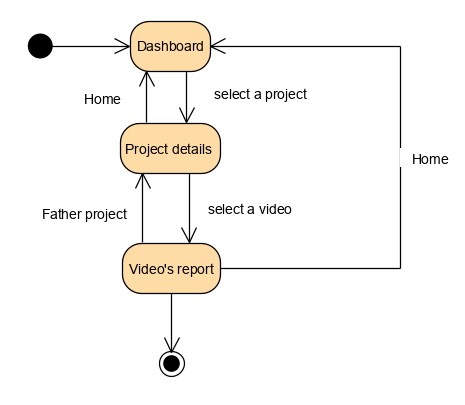 Dashboard
Home
select a project
Project details
Home
Father project
select a video
Video's report